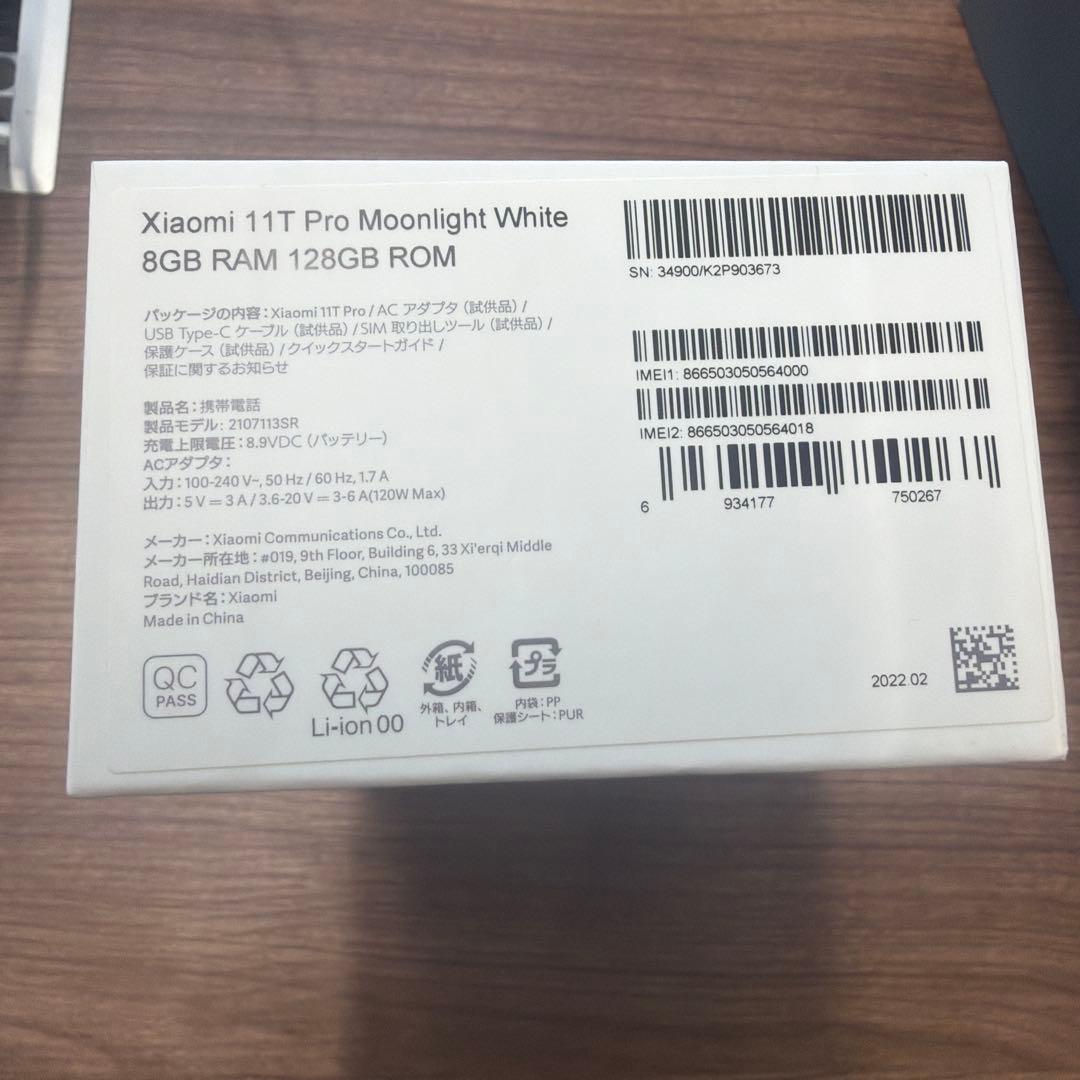 Xiaomi 11T Pro Moonlight White
8GB RAM 128GB ROM
パッケージの内容：Xiaomi 11T Pro / AC アダプタ（試供品）/
USB Type-C ケーブル（試供品）/ SIM 取り出しツール（試供品）/
保護ケース（試供品）/ クイックスタートガイド /
保証に関するお知らせ
製品名：携帯電話
製品モデル: 2107113SR
充電上限電圧：8.9VDC（バッテリー）
ACアダプタ：
入力：100-240 V~, 50 Hz / 60 Hz, 1.7 A
出力：5 V ⎓ 3 A / 3.6-20 V ⎓ 3-6 A(120W Max)
メーカー：Xiaomi Communications Co., Ltd.
メーカー所在地：#019, 9th Floor, Building 6, 33 Xi'erqi Middle
Road, Haidian District, Beijing, China, 100085
ブランド名：Xiaomi
Made in China
QC
PASS
Li-ion 00
紙
外箱、内箱、
トレイ
プラ
内袋：PP
保護シート：PUR
SN: 34900/K2P903673
IMEI1: 866503050564000
IMEI2: 866503050564018
6 934177 750267
2022.02